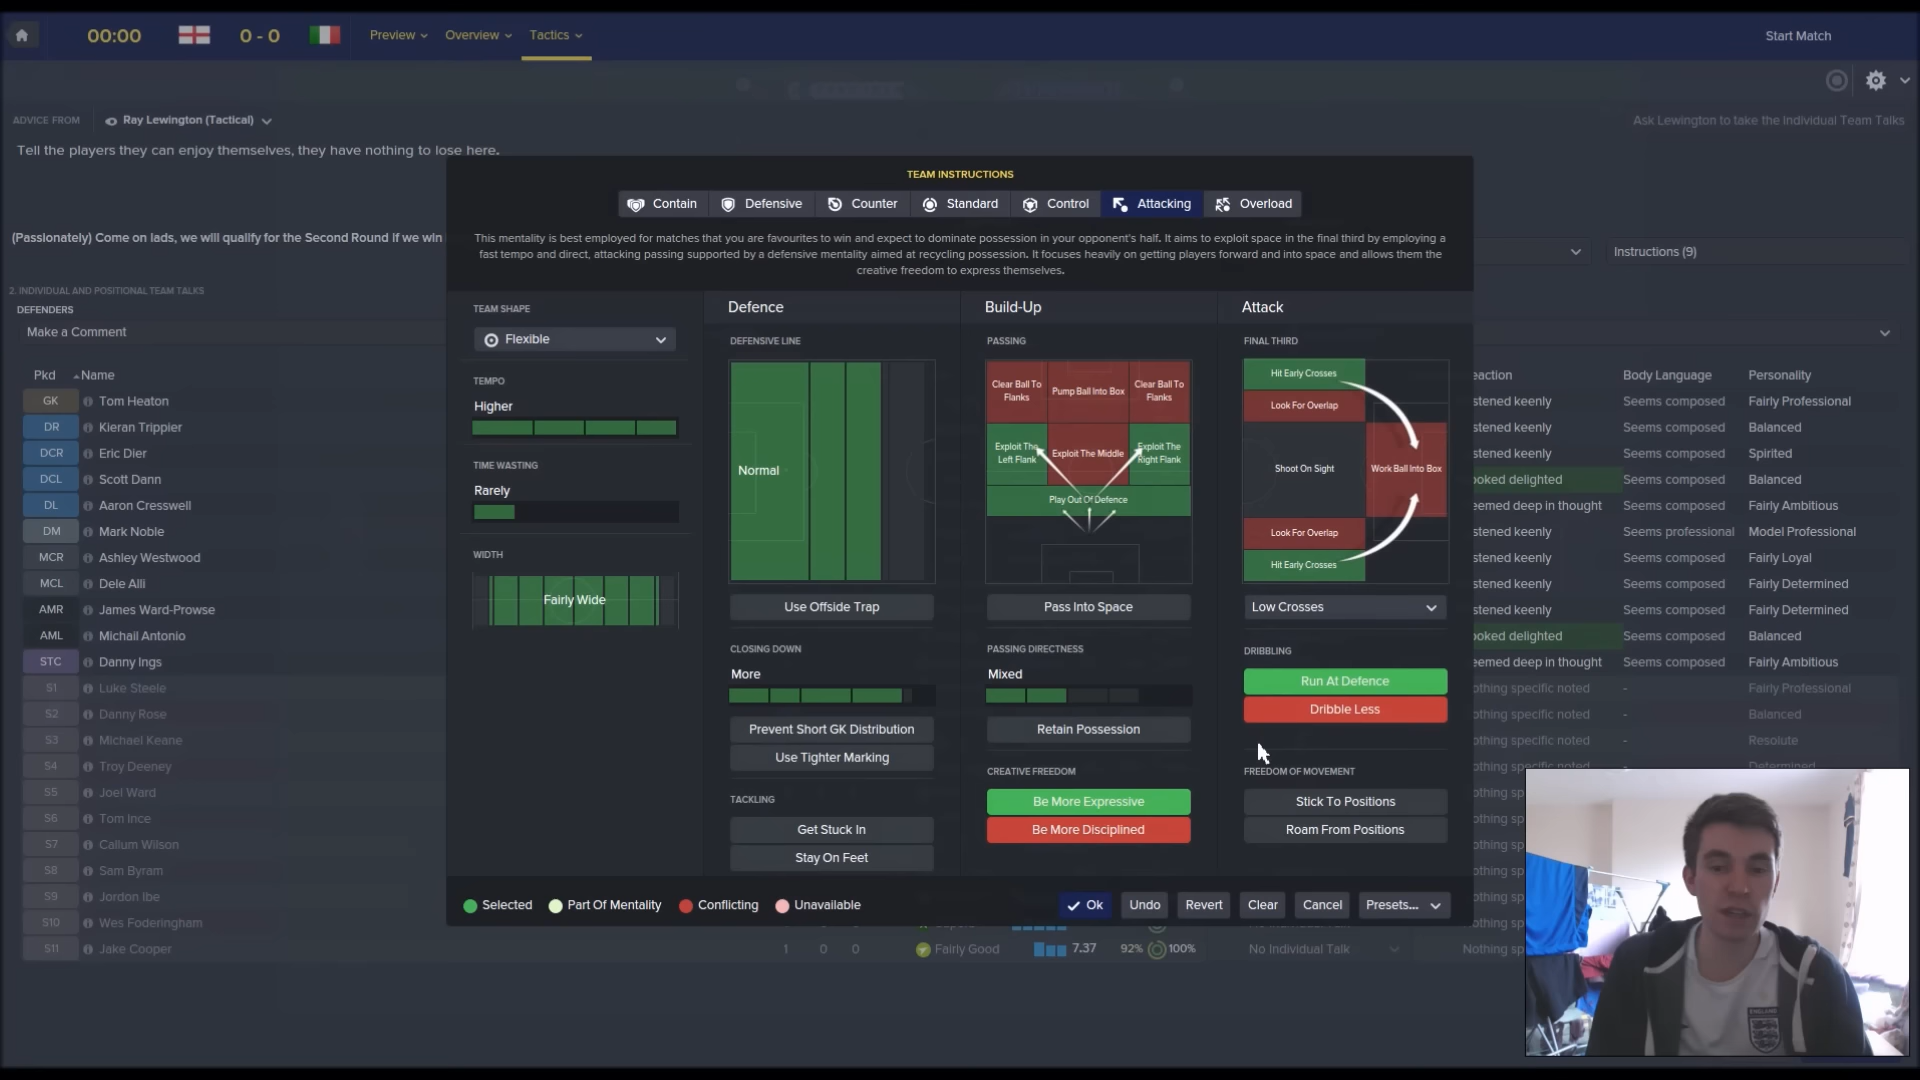 00:00
0 - 0
Preview
Overview
Tactics
Start Match
ADVICE FROM
Ray Lewington (Tactical)
Ask Lewington to take the Individual Team Talks
Tell the players they can enjoy themselves, they have nothing to lose here.
(Passionately) Come on lads, we will qualify for the Second Round if we win
Instructions (9)
2. INDIVIDUAL AND POSITIONAL TEAM TALKS
DEFENDERS
Make a Comment
Pkd Name
GK Tom Heaton
DR Kieran Trippier
DCR Eric Dier
DCL Scott Dann
DL Aaron Cresswell
DM Mark Noble
MCR Ashley Westwood
MCL Dele Alli
AMR James Ward-Prowse
AML Michail Antonio
STC Danny Ings
S1 Luke Steele
S2 Danny Rose
S3 Michael Keane
S4 Troy Deeney
S5 Joel Ward
S6 Tom Ince
S7 Callum Wilson
S8 Sam Byram
S9 Jordon Ibe
S10 Wes Foderingham
S11 Jake Cooper
TEAM INSTRUCTIONS
Contain
Defensive
Counter
Standard
Control
Attacking
Overload
This mentality is best employed for matches that you are favourites to win and expect to dominate possession in your opponent's half. It aims to exploit space in the final third by employing a
fast tempo and direct, attacking passing supported by a defensive mentality aimed at recycling possession. It focuses heavily on getting players forward and into space and allows them the
creative freedom to express themselves.
TEAM SHAPE
Flexible
TEMPO
Higher
TIME WASTING
Rarely
WIDTH
Fairly Wide
Defence
DEFENSIVE LINE
Normal
Use Offside Trap
CLOSING DOWN
More
Prevent Short GK Distribution
Use Tighter Marking
TACKLING
Get Stuck In
Stay On Feet
Build-Up
PASSING
Clear Ball To
Flanks
Pump Ball Into Box
Clear Ball To
Flanks
Exploit The
Left Flank
Exploit The Middle
Exploit The
Right Flank
Play Out Of Defence
Pass Into Space
PASSING DIRECTNESS
Mixed
Retain Possession
CREATIVE FREEDOM
Be More Expressive
Be More Disciplined
Attack
FINAL THIRD
Hit Early Crosses
Look For Overlap
Shoot On Sight
Work Ball Into Box
Look For Overlap
Hit Early Crosses
Low Crosses
DRIBBLING
Run At Defence
Dribble Less
FREEDOM OF MOVEMENT
Stick To Positions
Roam From Positions
Selected
Part Of Mentality
Conflicting
Unavailable
Ok
Undo
Revert
Clear
Cancel
Presets...
1 0 0 Fairly Good 7.37 92% 100% No Individual Talk Nothing sp
eaction Body Language Personality
stened keenly Seems composed Fairly Professional
stened keenly Seems composed Balanced
stened keenly Seems composed Spirited
ooked delighted Seems composed Balanced
eemed deep in thought Seems composed Fairly Ambitious
stened keenly Seems professional Model Professional
stened keenly Seems composed Fairly Loyal
stened keenly Seems composed Fairly Determined
stened keenly Seems composed Fairly Determined
ooked delighted Seems composed Balanced
eemed deep in thought Seems composed Fairly Ambitious
othing specific noted - Fairly Professional
othing specific noted - Balanced
othing specific noted - Resolute
othing specific noted - Determined
ENGLAND